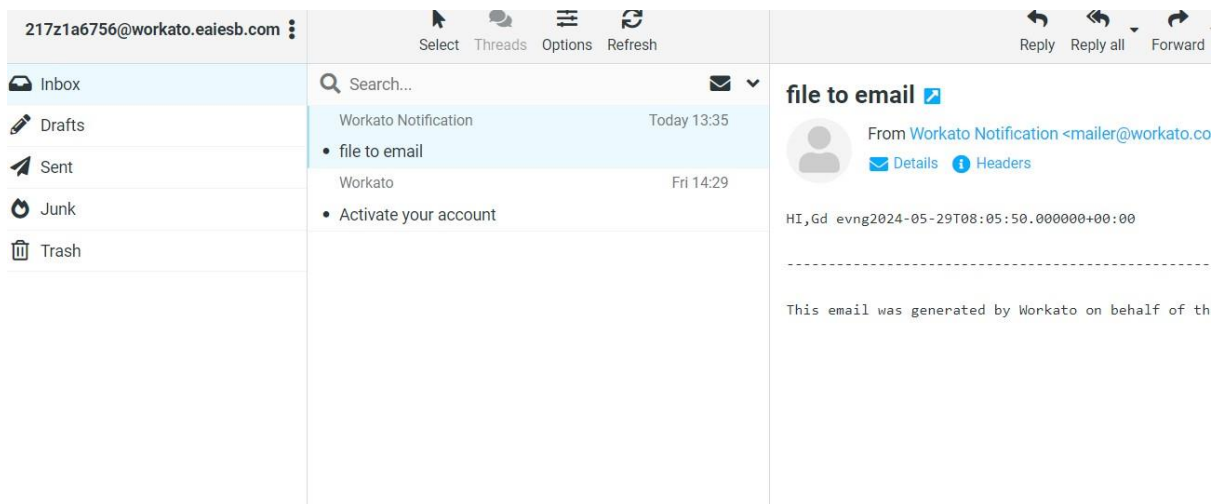 217z1a6756@workato.eaiesb.com
Inbox
Drafts
Sent
Junk
Trash
Select Threads Options Refresh
Search...
Workato Notification Today 13:35
• file to email
Workato Fri 14:29
• Activate your account
Reply Reply all Forward
file to email
From Workato Notification <mailer@workato.co
Details Headers
HI,Gd evng2024-05-29T08:05:50.000000+00:00
--------------------------------------------------
This email was generated by Workato on behalf of th